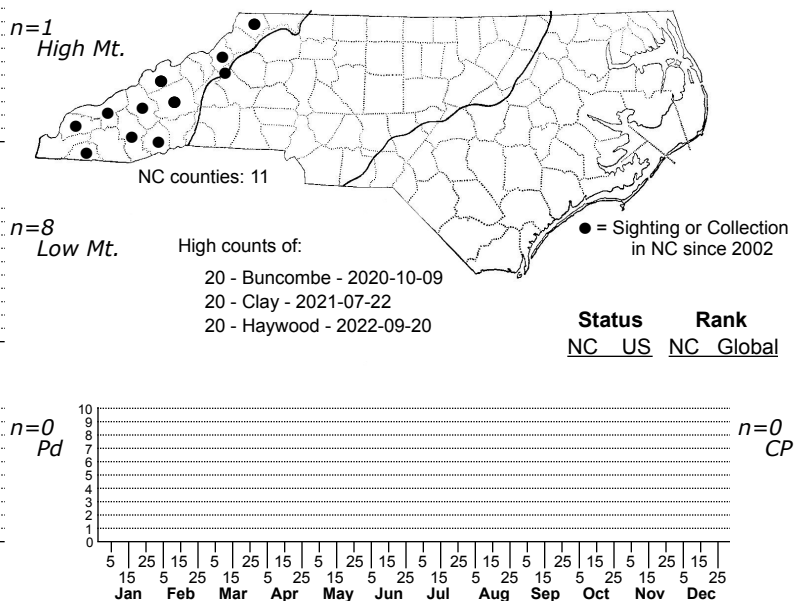 n=1
High Mt.
NC counties: 11
n=8
Low Mt.
High counts of:
20 - Buncombe - 2020-10-09
20 - Clay - 2021-07-22
20 - Haywood - 2022-09-20
● = Sighting or Collection
in NC since 2002
Status Rank
NC US NC Global
n=0
Pd
10
9
8
7
6
5
4
3
2
1
0
n=0
CP
5 15 25 5 15 25 5 15 25 5 15 25 5 15 25 5 15 25
15 5 25 15 5 25 15 5 25 15 5 25 15 5 25 15 5 25
Jan Feb Mar Apr May Jun Jul Aug Sep Oct Nov Dec